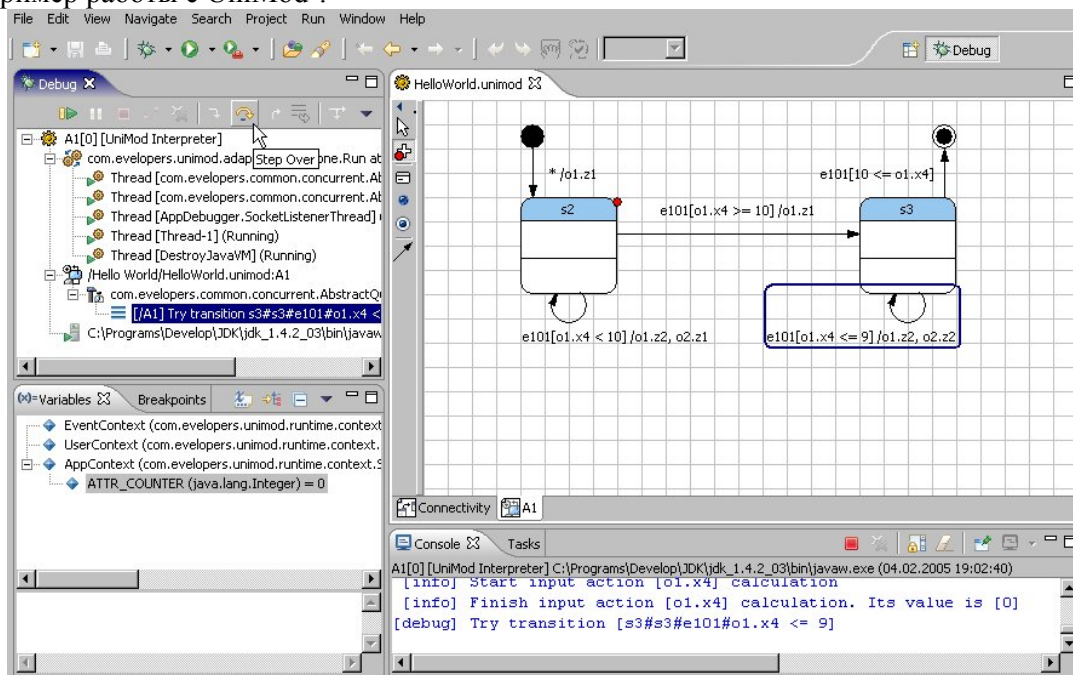 ример работы с UniMod".
File Edit View Navigate Search Project Run Window Help
Debug
Debug
HelloWorld.unimod
A1[0] [UniMod Interpreter]
com.evelopers.unimod.adap
Step Over
one.Run at
Thread [com.evelopers.common.concurrent.Ab
Thread [com.evelopers.common.concurrent.Ab
Thread [AppDebugger.SocketListenerThread]
Thread [Thread-1] (Running)
Thread [DestroyJavaVM] (Running)
/Hello World/HelloWorld.unimod:A1
com.evelopers.common.concurrent.AbstractQu
[/A1] Try transition s3#s3#e101#o1.x4 <
C:\Programs\Develop\JDK\jdk_1.4.2_03\bin\javaw
* /o1.z1
e101[10 <= o1.x4]
s2
e101[o1.x4 >= 10] /o1.z1
s3
e101[o1.x4 < 10] /o1.z2, o2.z1
e101[o1.x4 <= 9] /o1.z2, o2.z2
(x)= Variables
Breakpoints
EventContext (com.evelopers.unimod.runtime.context
UserContext (com.evelopers.unimod.runtime.context.
AppContext (com.evelopers.unimod.runtime.context.S
ATTR_COUNTER (java.lang.Integer) = 0
Connectivity
A1
Console
Tasks
A1[0] [UniMod Interpreter] C:\Programs\Develop\JDK\jdk_1.4.2_03\bin\javaw.exe (04.02.2005 19:02:40)
[info] Start input action [o1.x4] calculation
[info] Finish input action [o1.x4] calculation. Its value is [0]
[debug] Try transition [s3#s3#e101#o1.x4 <= 9]